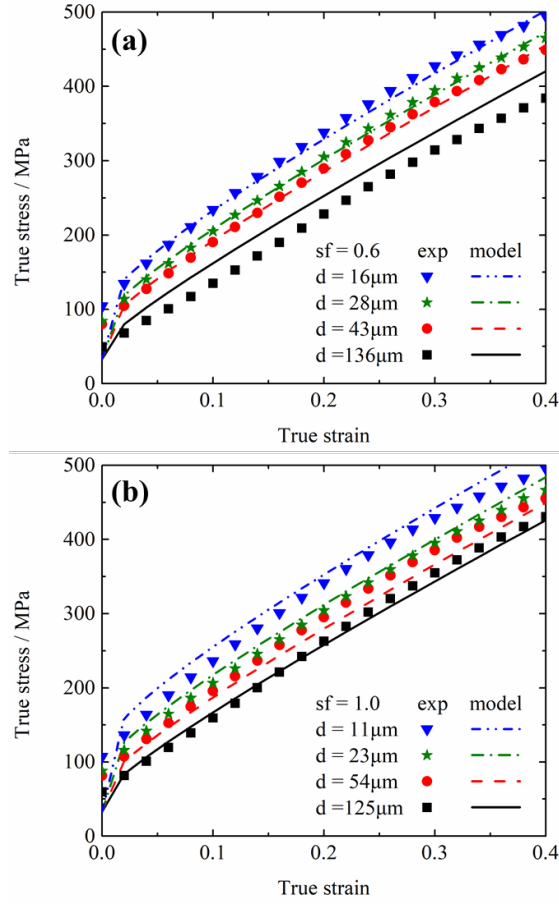 (a)
True stress / MPa
500
400
300
200
100
0
sf = 0.6 exp model
d = 16μm
d = 28μm
d = 43μm
d = 136μm
0.0 0.1 0.2 0.3 0.4
True strain
(b)
True stress / MPa
500
400
300
200
100
0
sf = 1.0 exp model
d = 11μm
d = 23μm
d = 54μm
d = 125μm
0.0 0.1 0.2 0.3 0.4
True strain